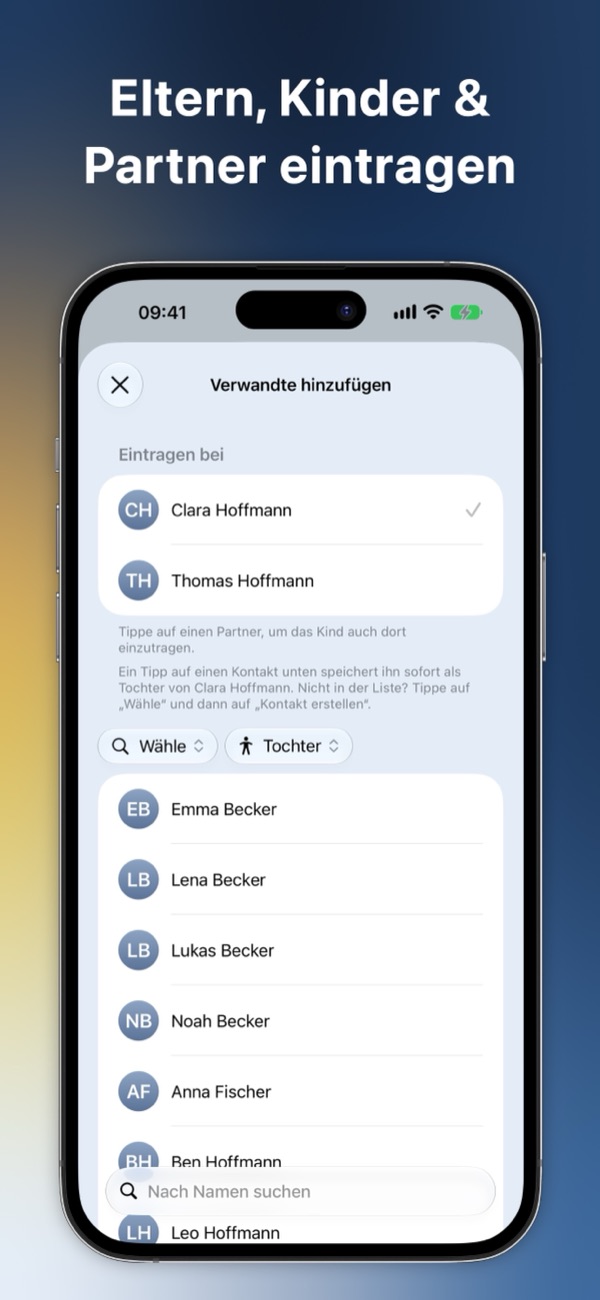 Eltern, Kinder &
Partner eintragen
09:41
Verwandte hinzufügen
Eintragen bei
CH Clara Hoffmann
TH Thomas Hoffmann
Tippe auf einen Partner, um das Kind auch dort
einzutragen.
Ein Tipp auf einen Kontakt unten speichert ihn sofort als
Tochter von Clara Hoffmann. Nicht in der Liste? Tippe auf
„Wähle“ und dann auf „Kontakt erstellen“.
Wähle Tochter
EB Emma Becker
LB Lena Becker
LB Lukas Becker
NB Noah Becker
AF Anna Fischer
BH Ben Hoffmann
Nach Namen suchen
LH Leo Hoffmann